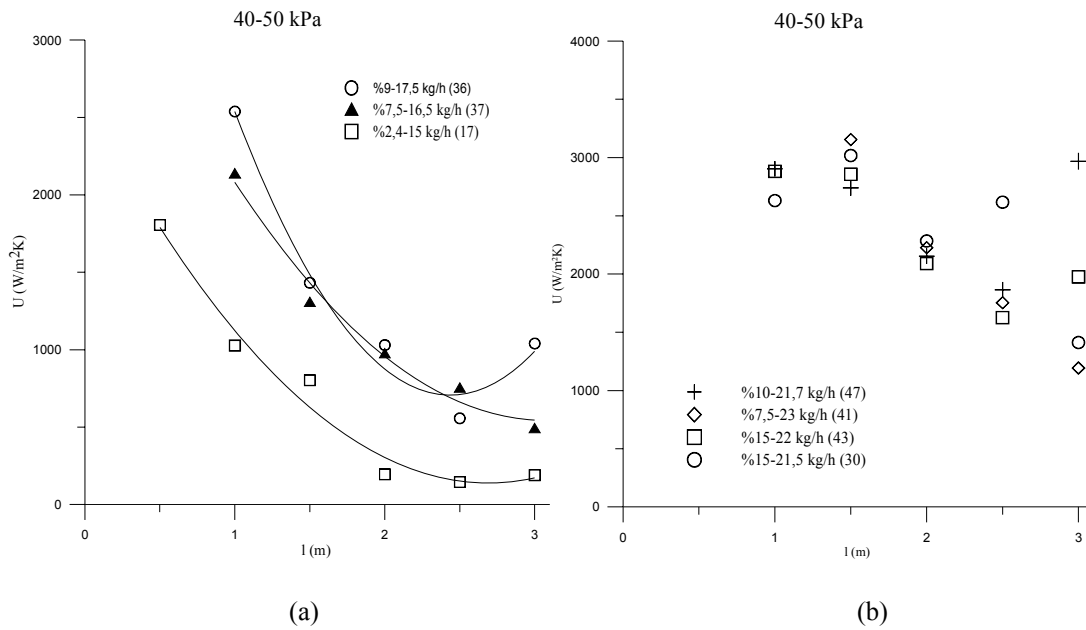 40-50 kPa
3000
2000
1000
0
U (W/m²K)
%9-17,5 kg/h (36)
%7,5-16,5 kg/h (37)
%2,4-15 kg/h (17)
0
1
2
3
l (m)
(a)
40-50 kPa
4000
3000
2000
1000
0
U (W/m²K)
%10-21,7 kg/h (47)
%7,5-23 kg/h (41)
%15-22 kg/h (43)
%15-21,5 kg/h (30)
0
1
2
3
l (m)
(b)